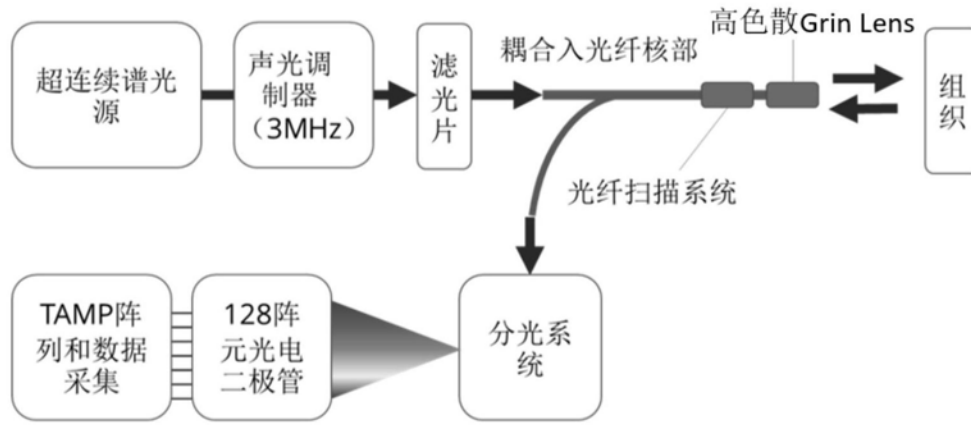 高色散Grin Lens
耦合入光纤核部
超连续谱光
源
声光调
制器
（3MHz）
滤
光
片
组
织
光纤扫描系统
TAMP阵
列和数据
采集
128阵
元光电
二极管
分光系
统